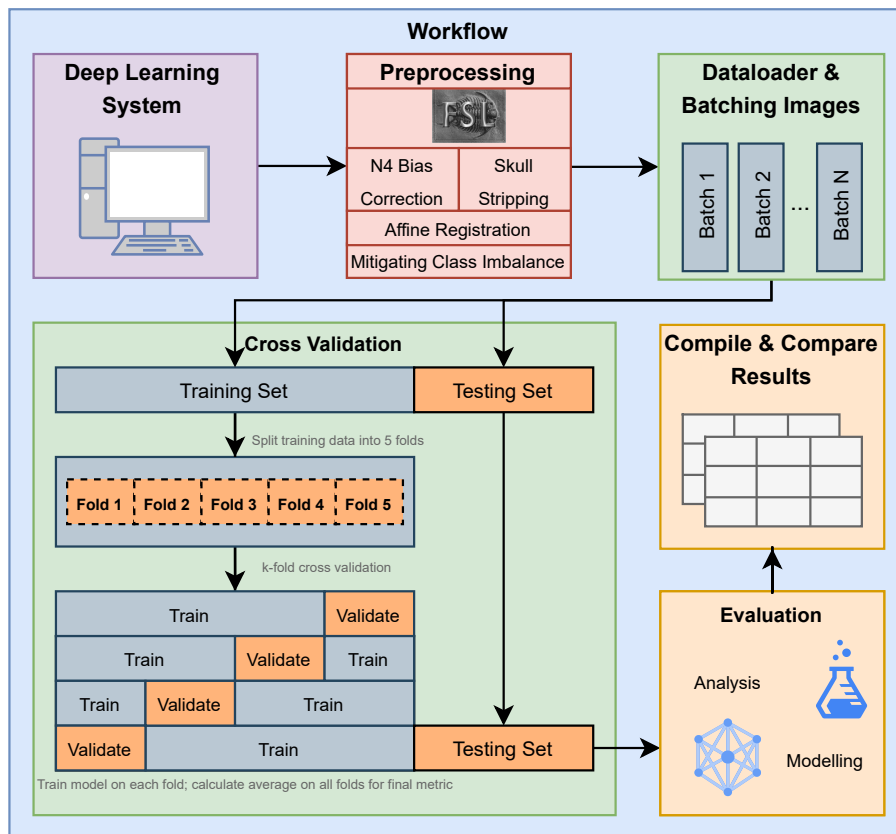 Workflow
Deep Learning
System
Preprocessing
FSL
N4 Bias
Correction
Skull
Stripping
Affine Registration
Mitigating Class Imbalance
Dataloader &
Batching Images
Batch 1
Batch 2
...
Batch N
Cross Validation
Training Set
Testing Set
Split training data into 5 folds
Fold 1
Fold 2
Fold 3
Fold 4
Fold 5
k-fold cross validation
Train
Validate
Train
Validate
Train
Train
Validate
Train
Validate
Train
Testing Set
Train model on each fold; calculate average on all folds for final metric
Compile & Compare
Results
Evaluation
Analysis
Modelling